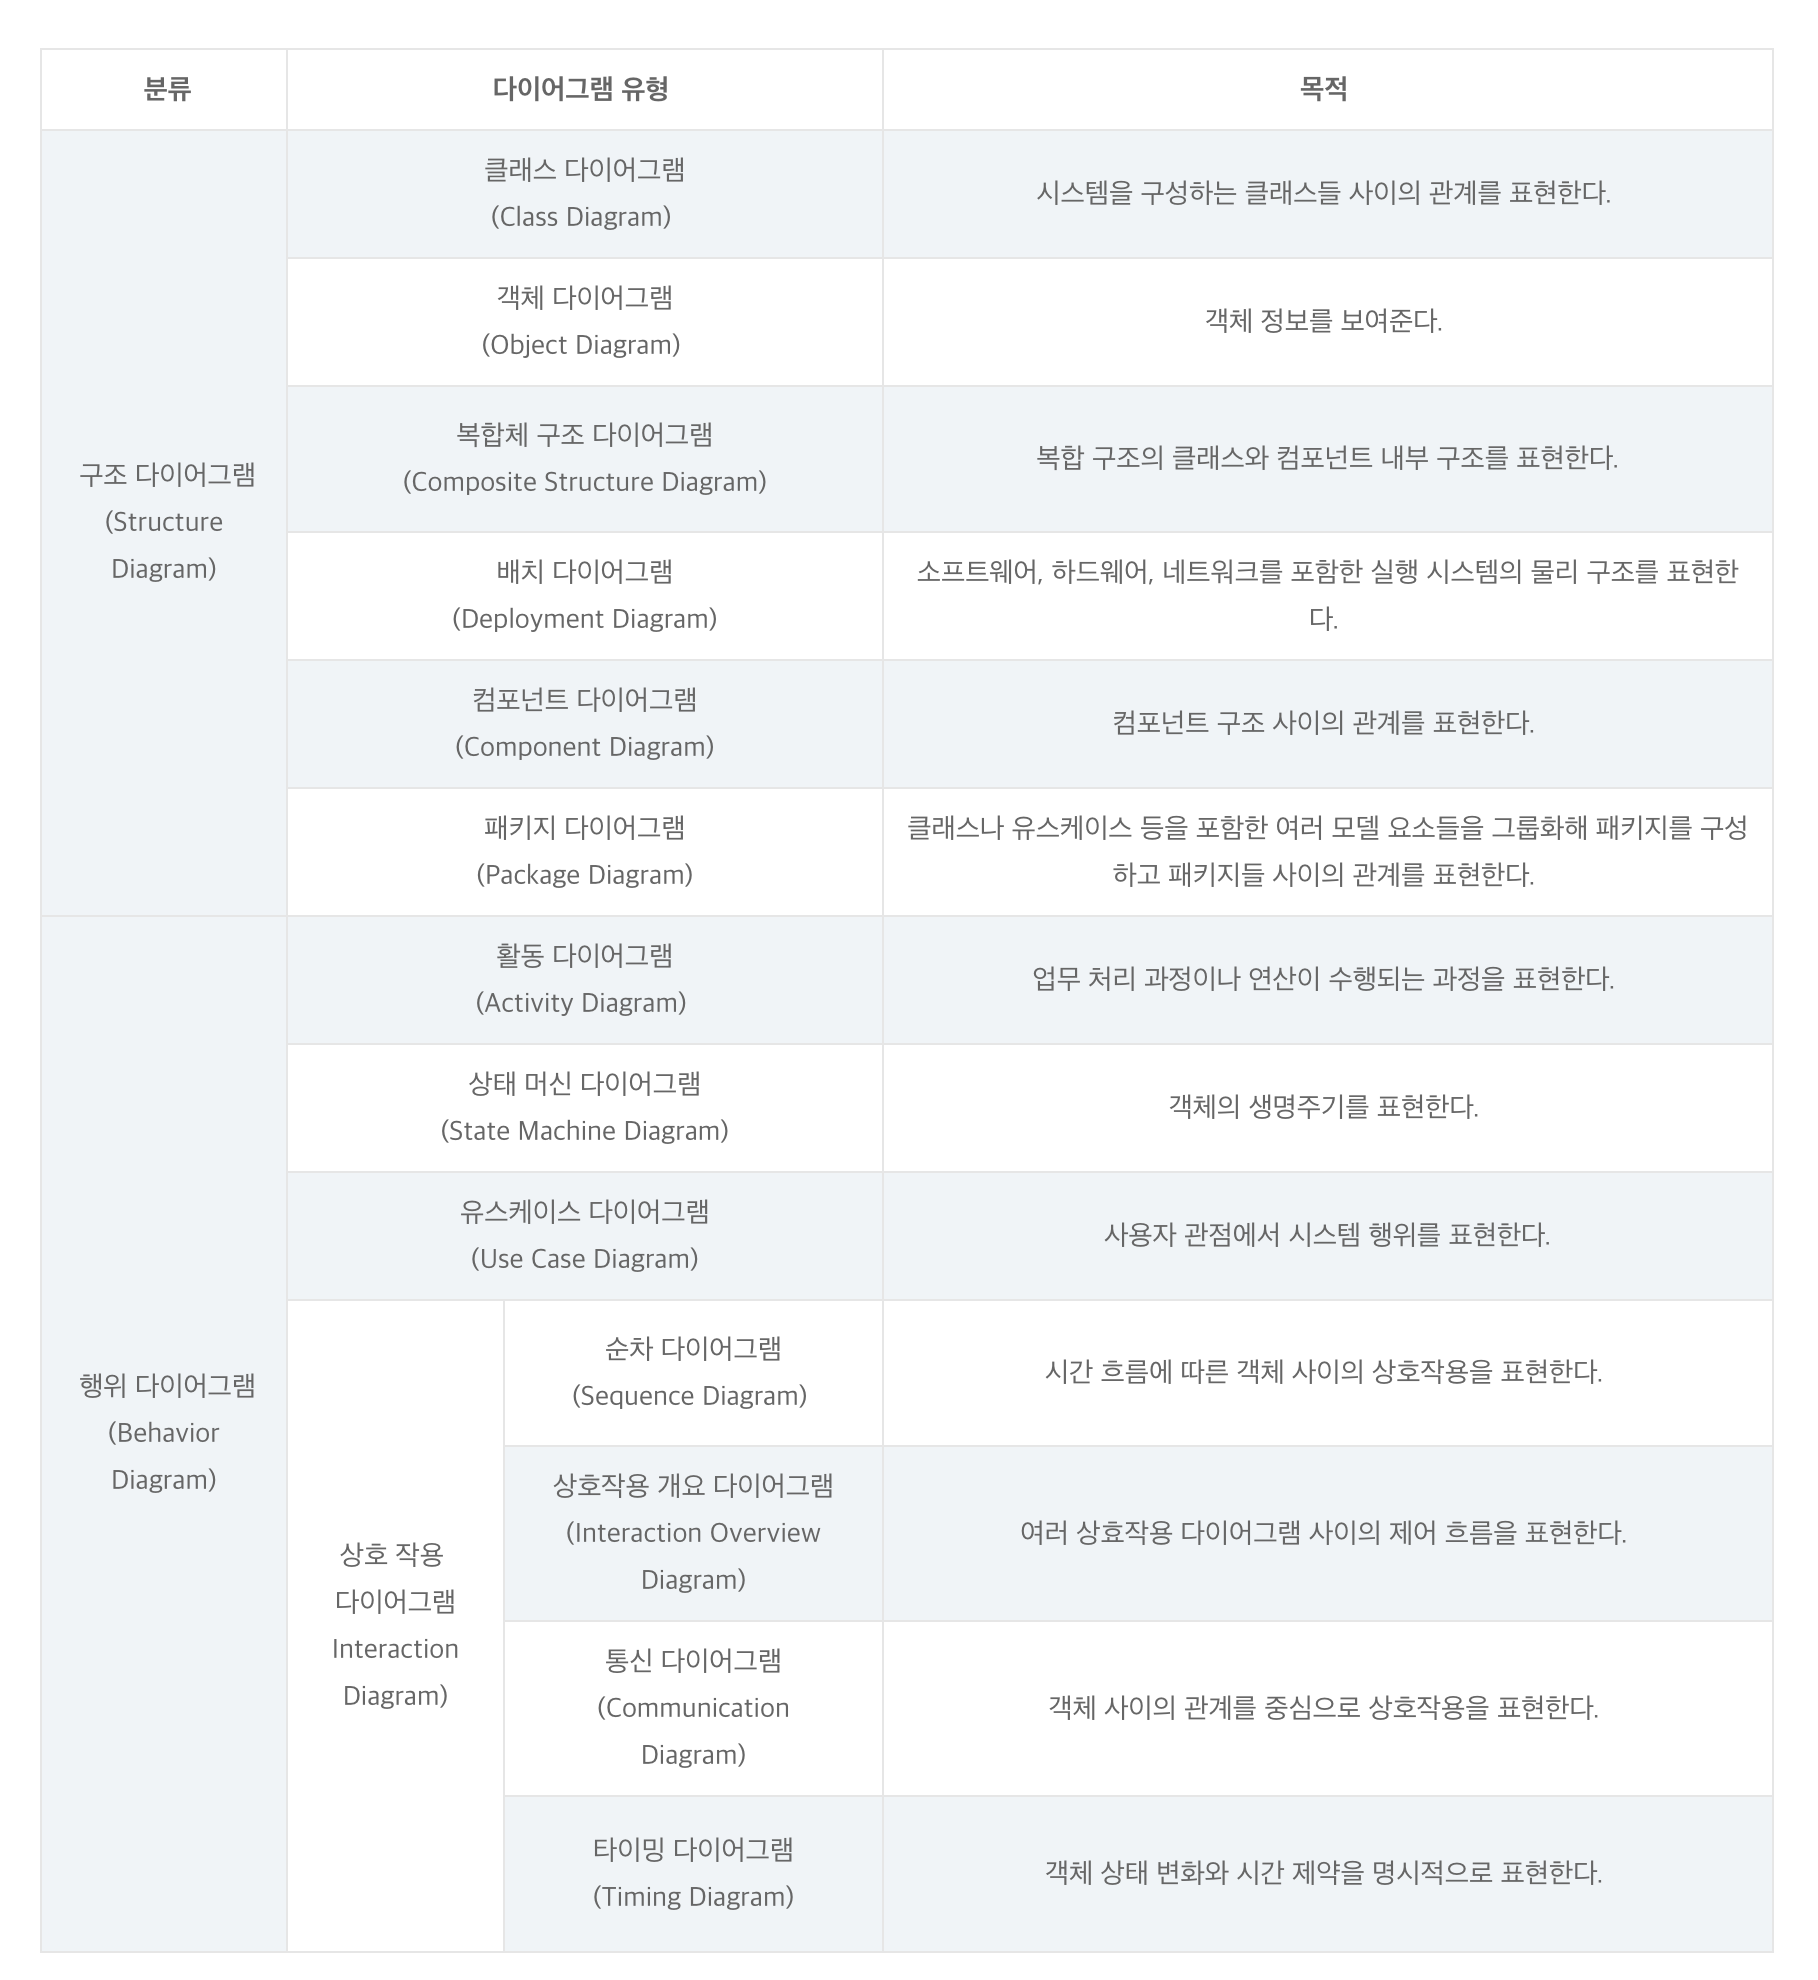 분류
다이어그램 유형
목적
구조 다이어그램
(Structure
Diagram)
클래스 다이어그램
(Class Diagram)
시스템을 구성하는 클래스들 사이의 관계를 표현한다.
객체 다이어그램
(Object Diagram)
객체 정보를 보여준다.
복합체 구조 다이어그램
(Composite Structure Diagram)
복합 구조의 클래스와 컴포넌트 내부 구조를 표현한다.
배치 다이어그램
(Deployment Diagram)
소프트웨어, 하드웨어, 네트워크를 포함한 실행 시스템의 물리 구조를 표현한
다.
컴포넌트 다이어그램
(Component Diagram)
컴포넌트 구조 사이의 관계를 표현한다.
패키지 다이어그램
(Package Diagram)
클래스나 유스케이스 등을 포함한 여러 모델 요소들을 그룹화해 패키지를 구성
하고 패키지들 사이의 관계를 표현한다.
행위 다이어그램
(Behavior
Diagram)
활동 다이어그램
(Activity Diagram)
업무 처리 과정이나 연산이 수행되는 과정을 표현한다.
상태 머신 다이어그램
(State Machine Diagram)
객체의 생명주기를 표현한다.
유스케이스 다이어그램
(Use Case Diagram)
사용자 관점에서 시스템 행위를 표현한다.
상호 작용
다이어그램
Interaction
Diagram)
순차 다이어그램
(Sequence Diagram)
시간 흐름에 따른 객체 사이의 상호작용을 표현한다.
상호작용 개요 다이어그램
(Interaction Overview
Diagram)
여러 상효작용 다이어그램 사이의 제어 흐름을 표현한다.
통신 다이어그램
(Communication
Diagram)
객체 사이의 관계를 중심으로 상호작용을 표현한다.
타이밍 다이어그램
(Timing Diagram)
객체 상태 변화와 시간 제약을 명시적으로 표현한다.